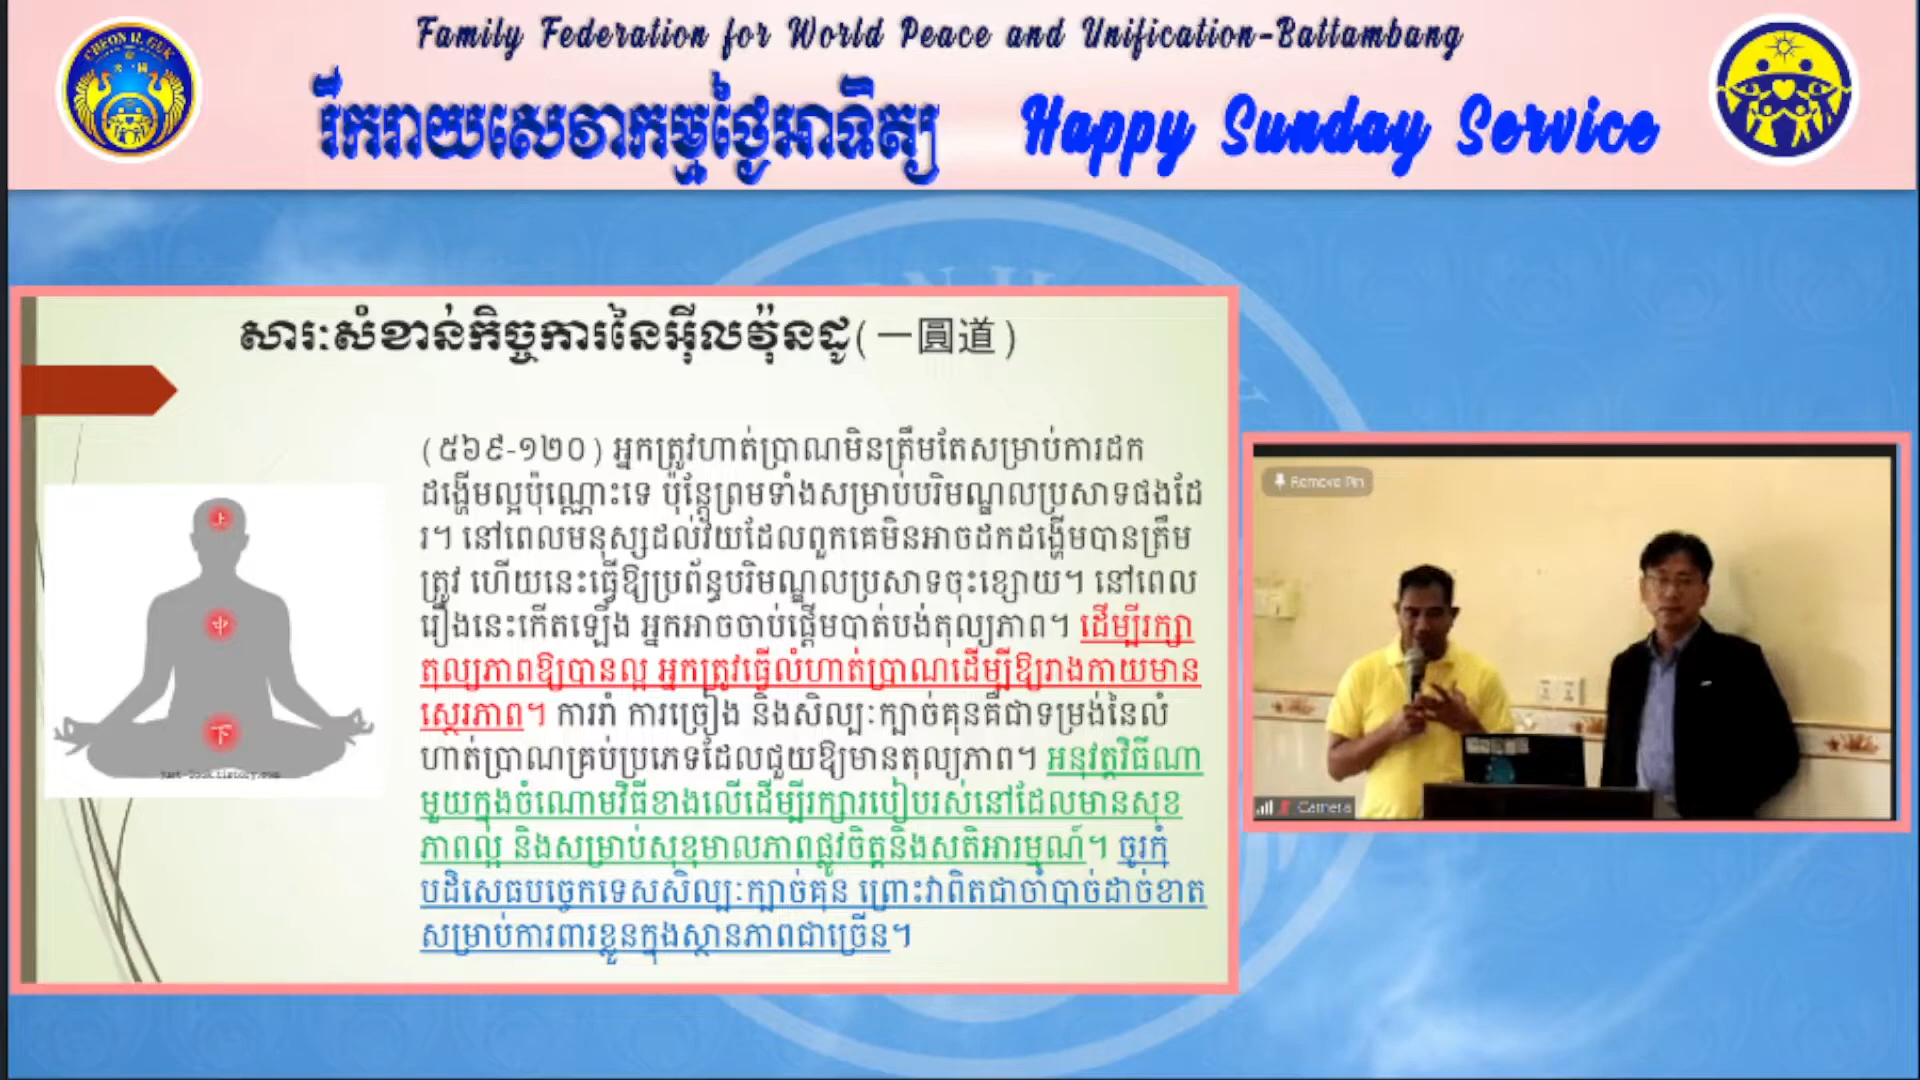 Family Federation for World Peace and Unification-Battambang
រីករាយសេវាកម្មថ្ងៃអាទិត្យ Happy Sunday Service
CHEON IL GUK
សារៈសំខាន់កិច្ចការនៃអ៊ីលវ៉ុនដូ(一圓道)
(៥៦៩-១២០) អ្នកត្រូវហាត់ប្រាណមិនត្រឹមតែសម្រាប់ការដក
ដង្ហើមល្អប៉ុណ្ណោះទេ ប៉ុន្តែព្រមទាំងសម្រាប់បរិមណ្ឌលប្រសាទផងដែ
រ។ នៅពេលមនុស្សដល់វ័យដែលពួកគេមិនអាចដកដង្ហើមបានត្រឹម
ត្រូវ ហើយនេះធ្វើឱ្យប្រព័ន្ធបរិមណ្ឌលប្រសាទចុះខ្សោយ។ នៅពេល
រឿងនេះកើតឡើង អ្នកអាចចាប់ផ្តើមបាត់បង់តុល្យភាព។ ដើម្បីរក្សា
តុល្យភាពឱ្យបានល្អ អ្នកត្រូវធ្វើលំហាត់ប្រាណដើម្បីឱ្យរាងកាយមាន
ស្ថេរភាព។ ការរាំ ការច្រៀង និងសិល្បៈក្បាច់គុនគឺជាទម្រង់នៃលំ
ហាត់ប្រាណគ្រប់ប្រភេទដែលជួយឱ្យមានតុល្យភាព។ អនុវត្តវិធីណា
មួយក្នុងចំណោមវិធីខាងលើដើម្បីរក្សារបៀបរស់នៅដែលមានសុខ
ភាពល្អ និងសម្រាប់សុខុមាលភាពផ្លូវចិត្តនិងសតិអារម្មណ៍។ ចូរកុំ
បដិសេធបច្ចេកទេសសិល្បៈក្បាច់គុន ព្រោះវាពិតជាចាំបាច់ដាច់ខាត
សម្រាប់ការពារខ្លួនក្នុងស្ថានភាពជាច្រើន។
上
中
下
Remove Pin
Camera